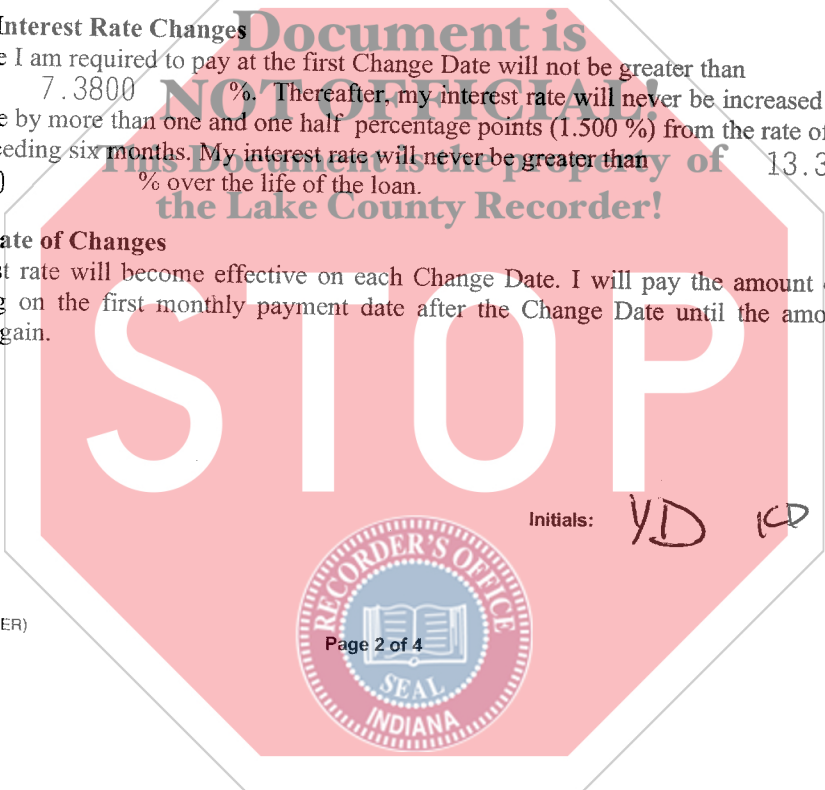 Interest Rate Changes
Document is
e I am required to pay at the first Change Date will not be greater than
7.3800 %. Thereafter, my interest rate will never be increased
NOT OFFICIAL!
e by more than one and one half percentage points (1.500 %) from the rate of
ceding six months. My interest rate will never be greater than 13.3
This Document is the property of
) % over the life of the loan.
the Lake County Recorder!
ate of Changes
st rate will become effective on each Change Date. I will pay the amount
g on the first monthly payment date after the Change Date until the amo
gain.
STOP
Initials: YD KD
RECORDER'S OFFICE
ER)
Page 2 of 4
SEAL
INDIANA